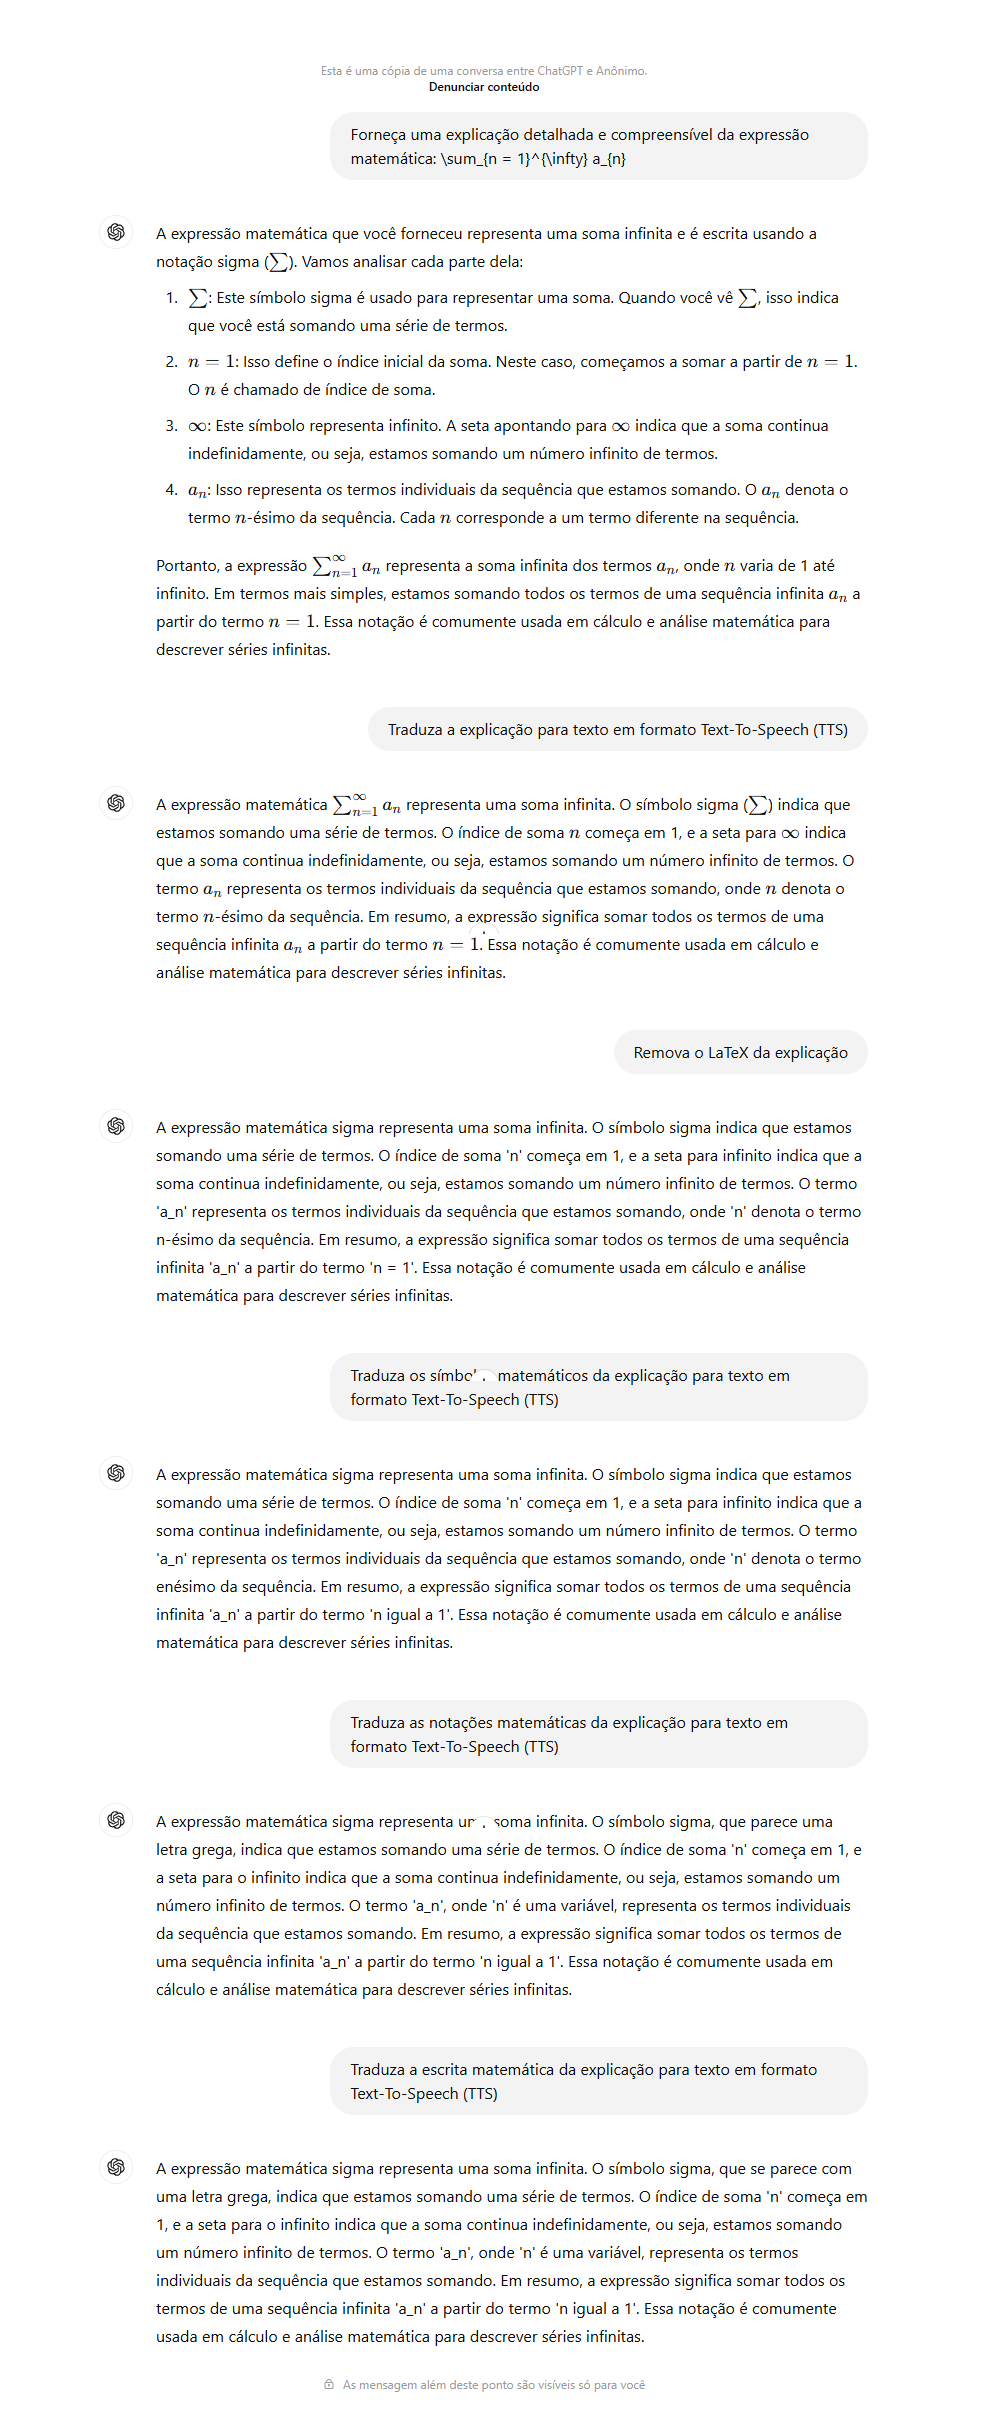 Esta é uma cópia de uma conversa entre ChatGPT e Anônimo.
Denunciar conteúdo
Forneça uma explicação detalhada e compreensível da expressão
matemática: \sum_{n = 1}^{\infty} a_{n}
A expressão matemática que você forneceu representa uma soma infinita e é escrita usando a
notação sigma (∑). Vamos analisar cada parte dela:
1. ∑: Este símbolo sigma é usado para representar uma soma. Quando você vê ∑, isso indica
que você está somando uma série de termos.
2. n = 1: Isso define o índice inicial da soma. Neste caso, começamos a somar a partir de n = 1.
O n é chamado de índice de soma.
3. ∞: Este símbolo representa infinito. A seta apontando para ∞ indica que a soma continua
indefinidamente, ou seja, estamos somando um número infinito de termos.
4. aₙ: Isso representa os termos individuais da sequência que estamos somando. O aₙ denota o
termo n-ésimo da sequência. Cada n corresponde a um termo diferente na sequência.
Portanto, a expressão ∑_{n=1}^{∞} aₙ representa a soma infinita dos termos aₙ, onde n varia de 1 até
infinito. Em termos mais simples, estamos somando todos os termos de uma sequência infinita aₙ a
partir do termo n = 1. Essa notação é comumente usada em cálculo e análise matemática para
descrever séries infinitas.
Traduza a explicação para texto em formato Text-To-Speech (TTS)
A expressão matemática ∑_{n=1}^{∞} aₙ representa uma soma infinita. O símbolo sigma (∑) indica que
estamos somando uma série de termos. O índice de soma n começa em 1, e a seta para ∞ indica
que a soma continua indefinidamente, ou seja, estamos somando um número infinito de termos. O
termo aₙ representa os termos individuais da sequência que estamos somando, onde n denota o
termo n-ésimo da sequência. Em resumo, a expressão significa somar todos os termos de uma
sequência infinita aₙ a partir do termo n = 1. Essa notação é comumente usada em cálculo e
análise matemática para descrever séries infinitas.
Remova o LaTeX da explicação
A expressão matemática sigma representa uma soma infinita. O símbolo sigma indica que estamos
somando uma série de termos. O índice de soma 'n' começa em 1, e a seta para infinito indica que a
soma continua indefinidamente, ou seja, estamos somando um número infinito de termos. O termo
'a_n' representa os termos individuais da sequência que estamos somando, onde 'n' denota o termo
n-ésimo da sequência. Em resumo, a expressão significa somar todos os termos de uma sequência
infinita 'a_n' a partir do termo 'n = 1'. Essa notação é comumente usada em cálculo e análise
matemática para descrever séries infinitas.
Traduza os matemáticos da explicação para texto em
formato Text-To-Speech (TTS)
A expressão matemática sigma representa uma soma infinita. O símbolo sigma indica que estamos
somando uma série de termos. O índice de soma 'n' começa em 1, e a seta para infinito indica que a
soma continua indefinidamente, ou seja, estamos somando um número infinito de termos. O termo
'a_n' representa os termos individuais da sequência que estamos somando, onde 'n' denota o termo
enésimo da sequência. Em resumo, a expressão significa somar todos os termos de uma sequência
infinita 'a_n' a partir do termo 'n igual a 1'. Essa notação é comumente usada em cálculo e análise
matemática para descrever séries infinitas.
Traduza as notações matemáticas da explicação para texto em
formato Text-To-Speech (TTS)
A expressão matemática sigma representa soma infinita. O símbolo sigma, que parece uma
letra grega, indica que estamos somando uma série de termos. O índice de soma 'n' começa em 1, e
a seta para o infinito indica que a soma continua indefinidamente, ou seja, estamos somando um
número infinito de termos. O termo 'a_n', onde 'n' é uma variável, representa os termos individuais
da sequência que estamos somando. Em resumo, a expressão significa somar todos os termos de
uma sequência infinita 'a_n' a partir do termo 'n igual a 1'. Essa notação é comumente usada em
cálculo e análise matemática para descrever séries infinitas.
Traduza a escrita matemática da explicação para texto em formato
Text-To-Speech (TTS)
A expressão matemática sigma representa uma soma infinita. O símbolo sigma, que se parece com
uma letra grega, indica que estamos somando uma série de termos. O índice de soma 'n' começa em
1, e a seta para o infinito indica que a soma continua indefinidamente, ou seja, estamos somando
um número infinito de termos. O termo 'a_n', onde 'n' é uma variável, representa os termos
individuais da sequência que estamos somando. Em resumo, a expressão significa somar todos os
termos de uma sequência infinita 'a_n' a partir do termo 'n igual a 1'. Essa notação é comumente
usada em cálculo e análise matemática para descrever séries infinitas.
As mensagem além deste ponto são visíveis só para você